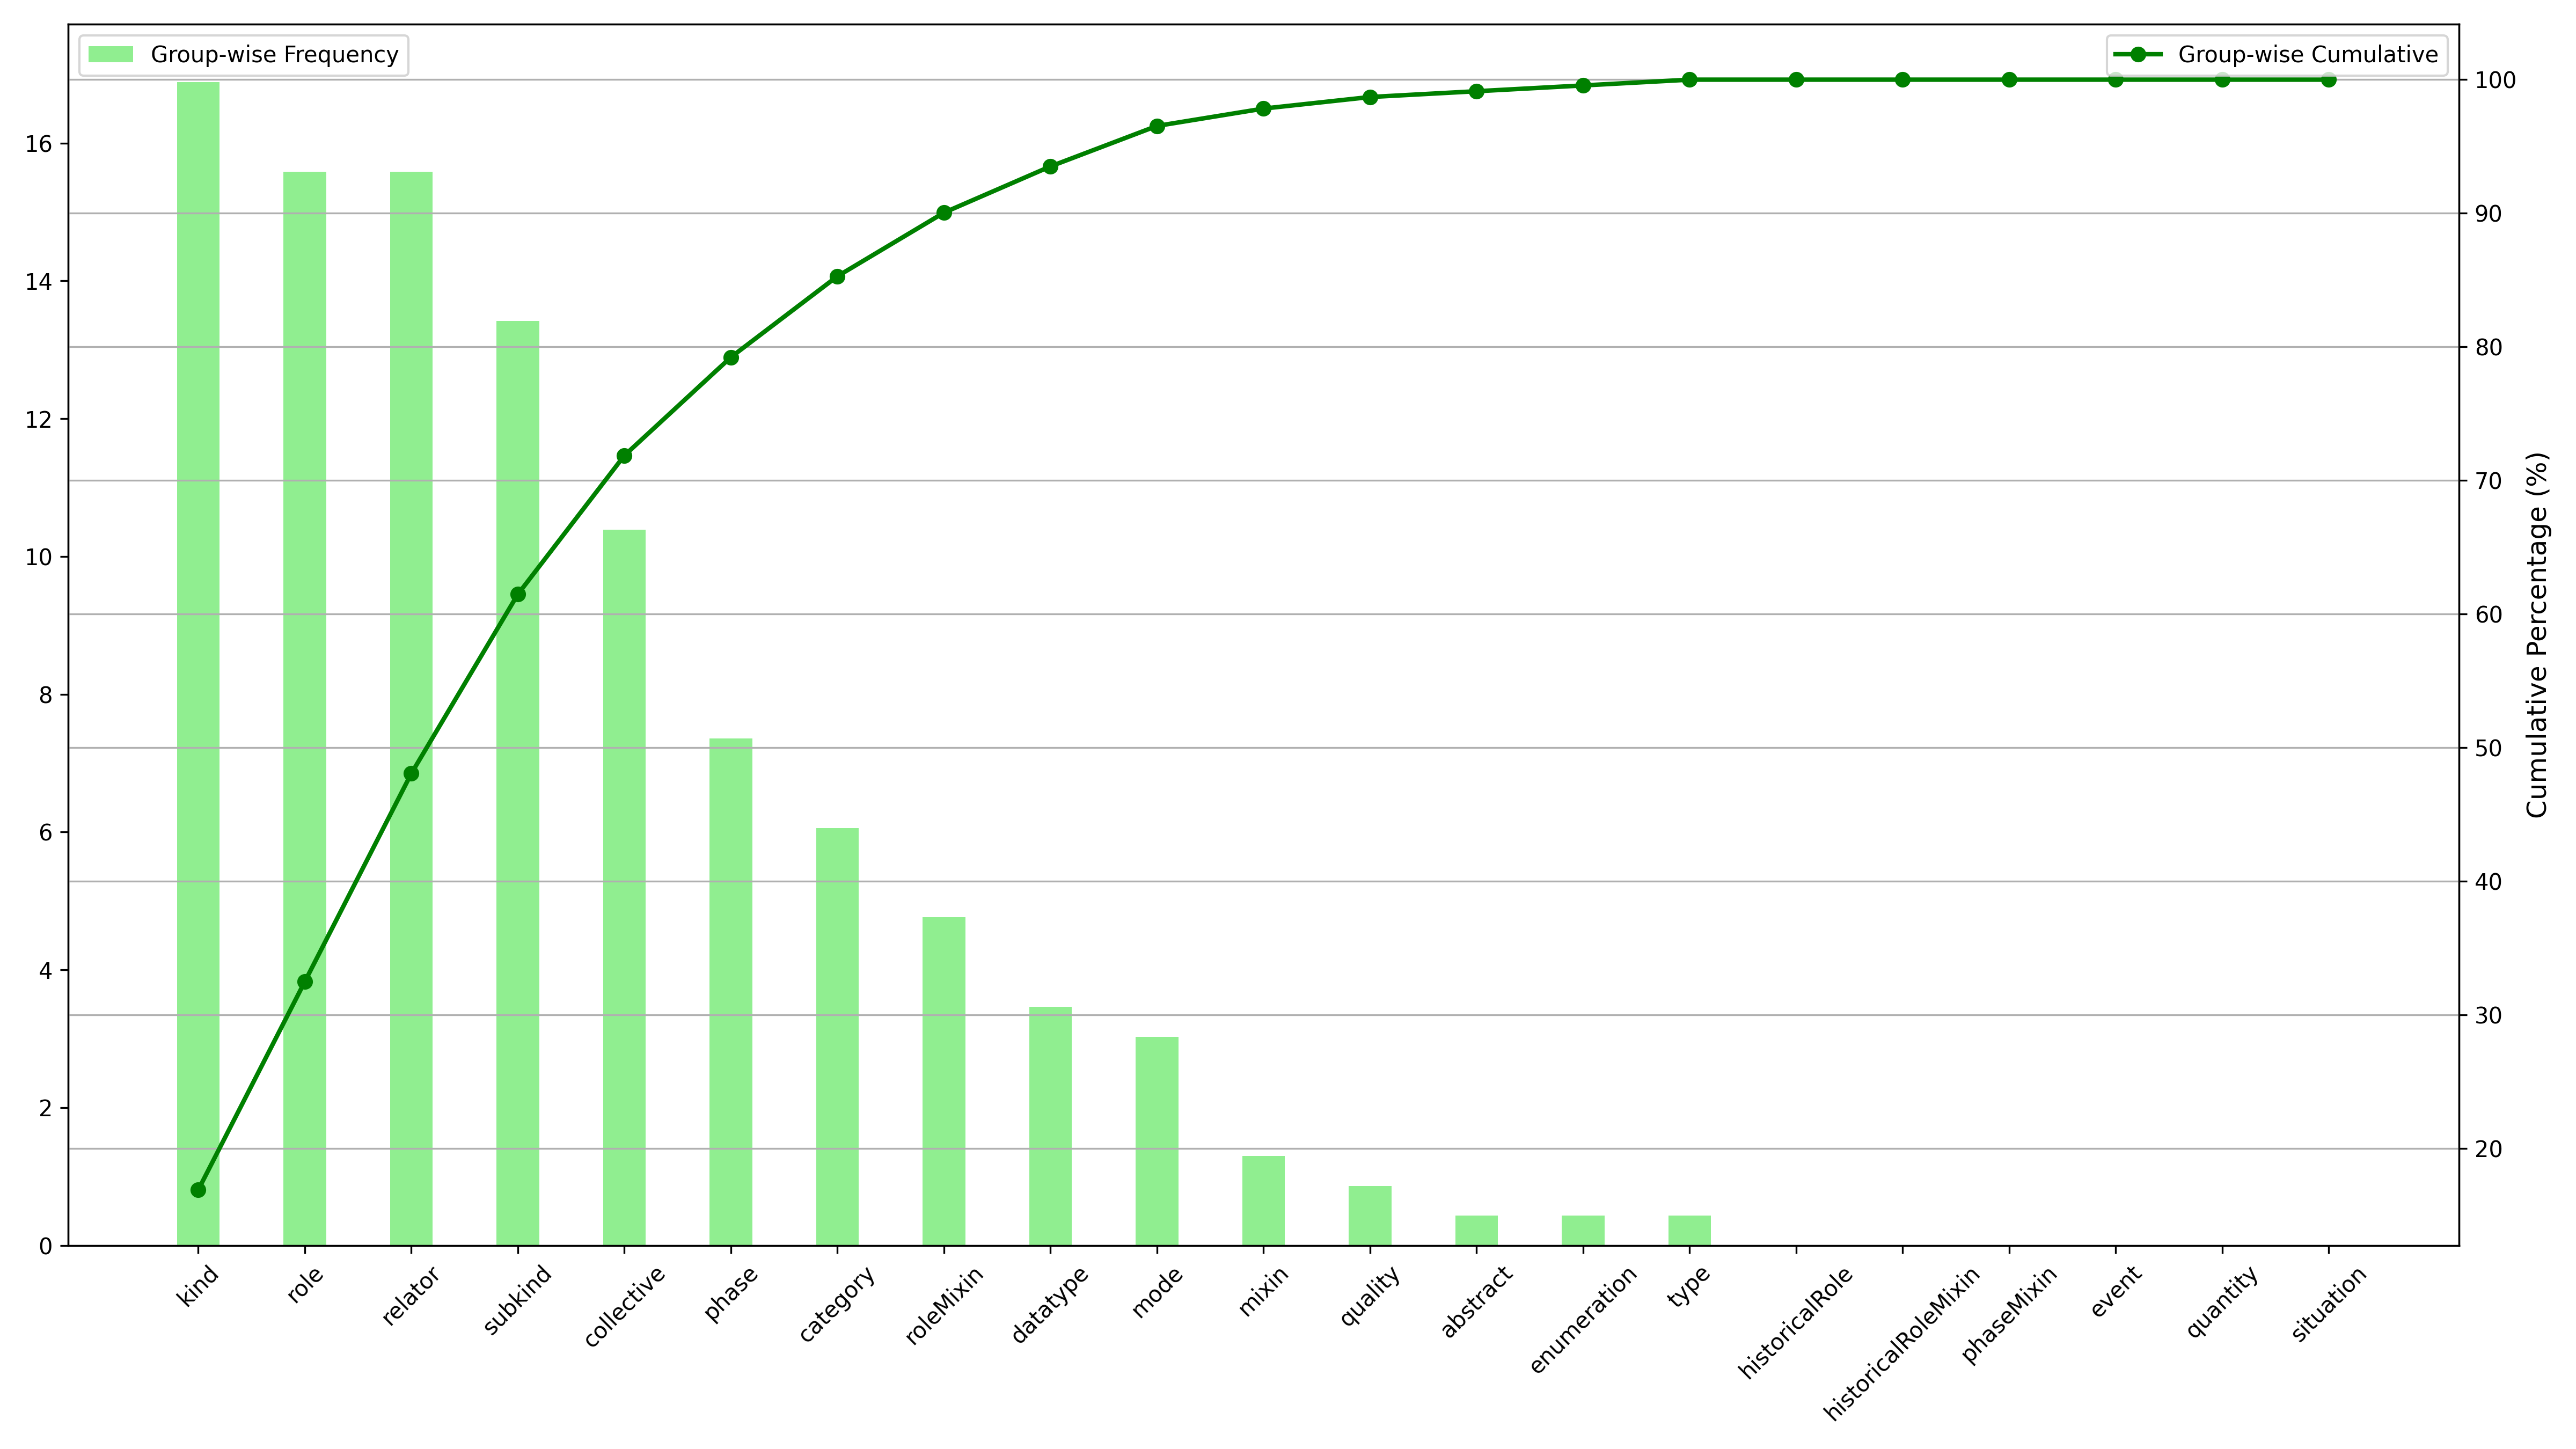 Group-wise Frequency
Group-wise Cumulative
16
14
12
10
8
6
4
2
0
100
90
80
70
60
50
40
30
20
Cumulative Percentage (%)
kind
role
relator
subkind
collective
phase
category
roleMixin
datatype
mode
mixin
quality
abstract
enumeration
type
historicalRole
historicalRoleMixin
phaseMixin
event
quantity
situation